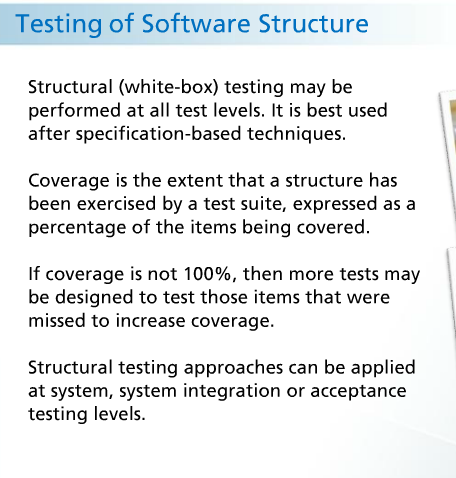 Testing of Software Structure
Structural (white-box) testing may be
performed at all test levels. It is best used
after specification-based techniques.
Coverage is the extent that a structure has
been exercised by a test suite, expressed as a
percentage of the items being covered.
If coverage is not 100%, then more tests may
be designed to test those items that were
missed to increase coverage.
Structural testing approaches can be applied
at system, system integration or acceptance
testing levels.